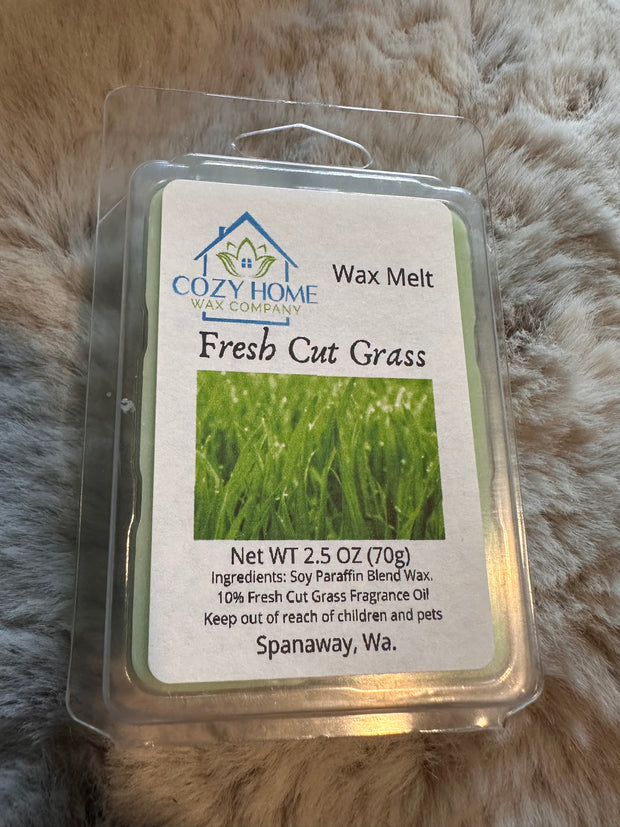 COZY HOME
WAX COMPANY
Wax Melt
Fresh Cut Grass
Net WT 2.5 OZ (70g)
Ingredients: Soy Paraffin Blend Wax.
10% Fresh Cut Grass Fragrance Oil
Keep out of reach of children and pets
Spanaway, Wa.